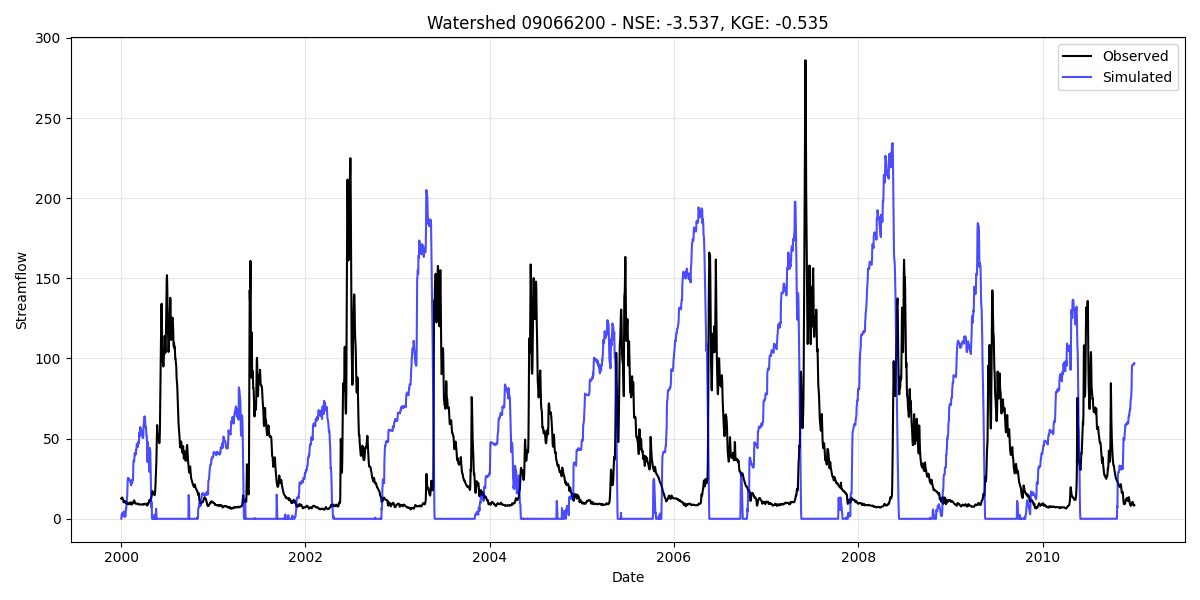 Watershed 09066200 - NSE: -3.537, KGE: -0.535
300
250
200
150
100
50
0
Streamflow
Observed
Simulated
2000 2002 2004 2006 2008 2010
Date